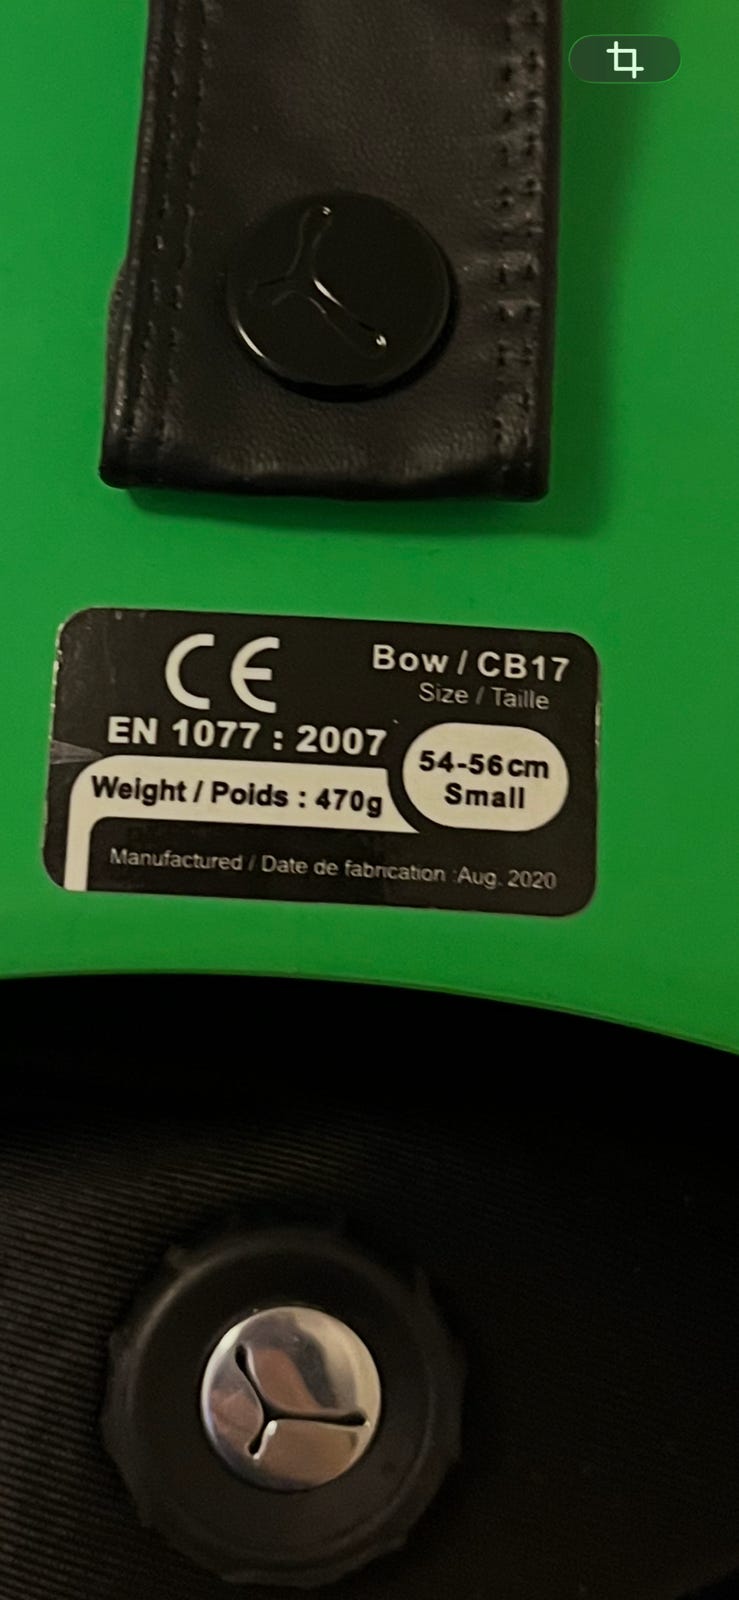 CE
Bow / CB17
Size / Taille
EN 1077 : 2007
54-56cm
Small
Weight / Poids : 470g
Manufactured / Date de fabrication :Aug. 2020